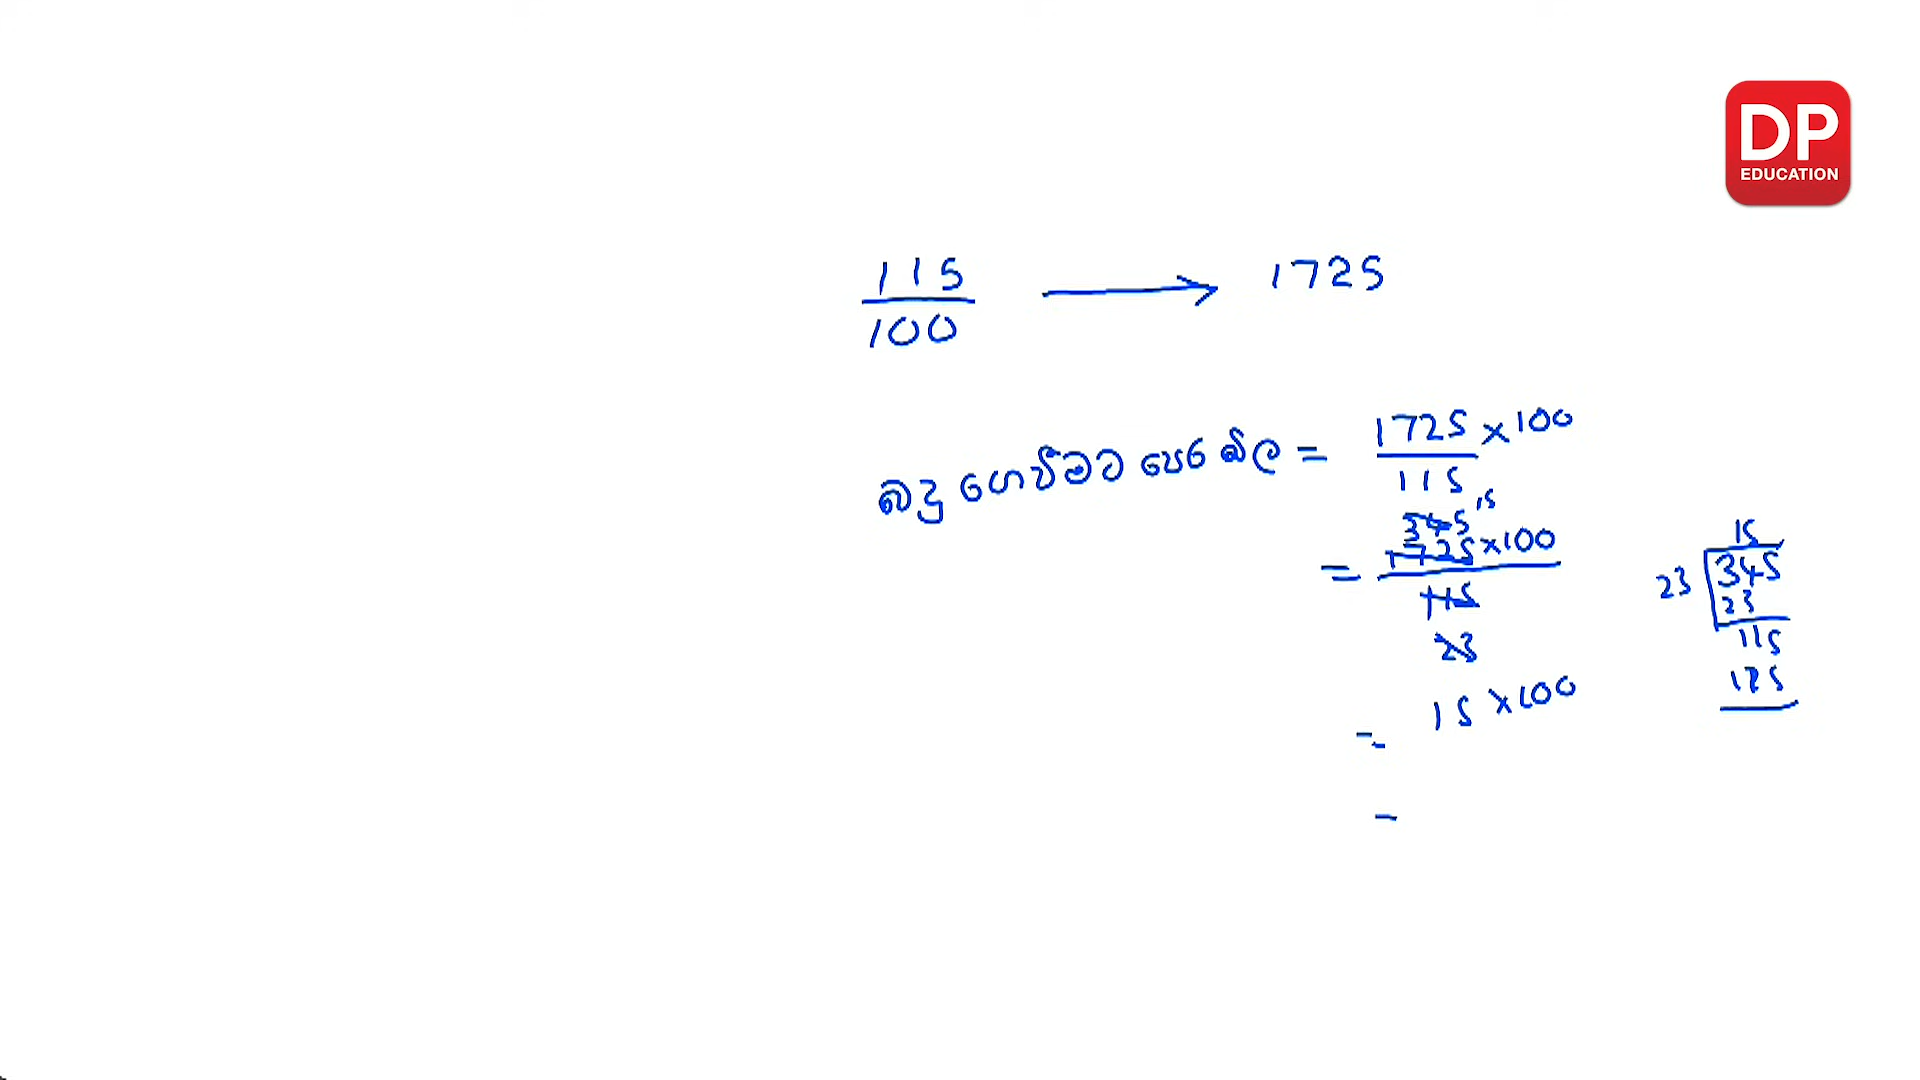 DP
EDUCATION
115/100 → 1725
බදු ගෙවීමට පෙර මිල = 1725 × 100 / 115
345 15
= 1725 × 100 / 115
23
= 15 × 100
-
15
23 345
23
115
115